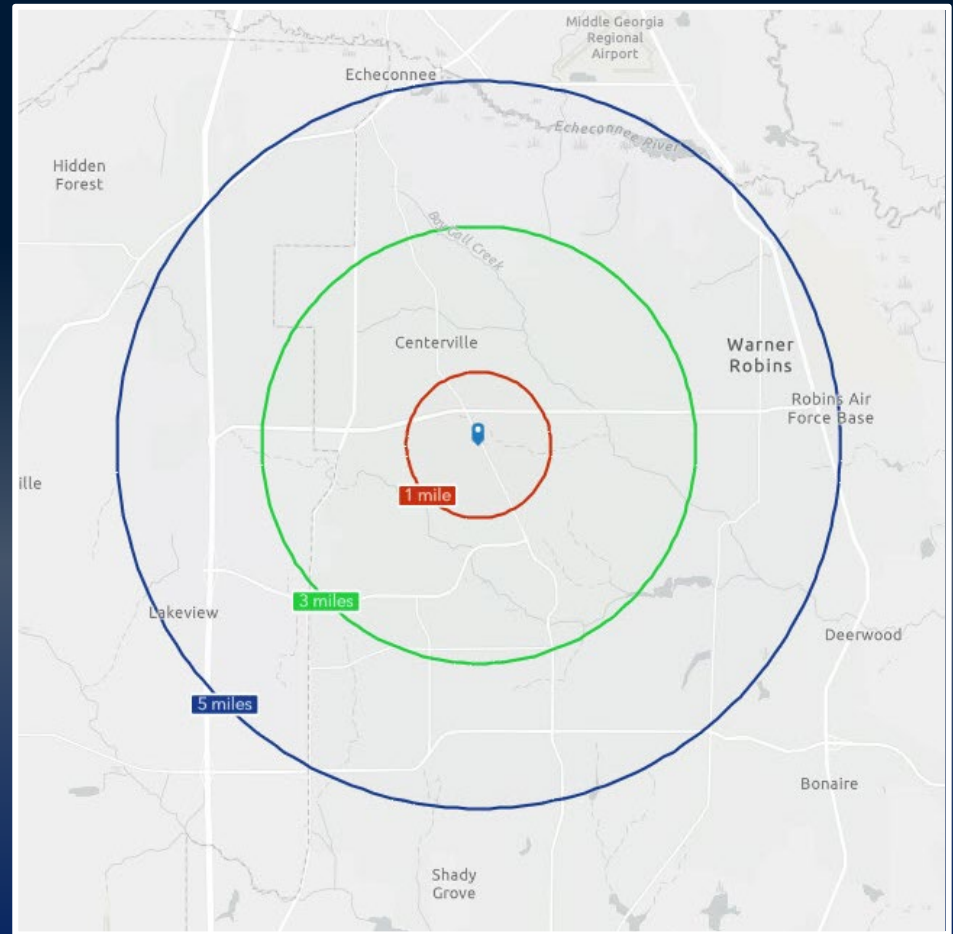 Middle Georgia
Regional
Airport
Echeconnee
Echeconnee River
Hidden
Forest
Bay Gall Creek
Centerville
Warner
Robins
Robins Air
Force Base
ille
1 mile
3 miles
Lakeview
Deerwood
5 miles
Bonaire
Shady
Grove